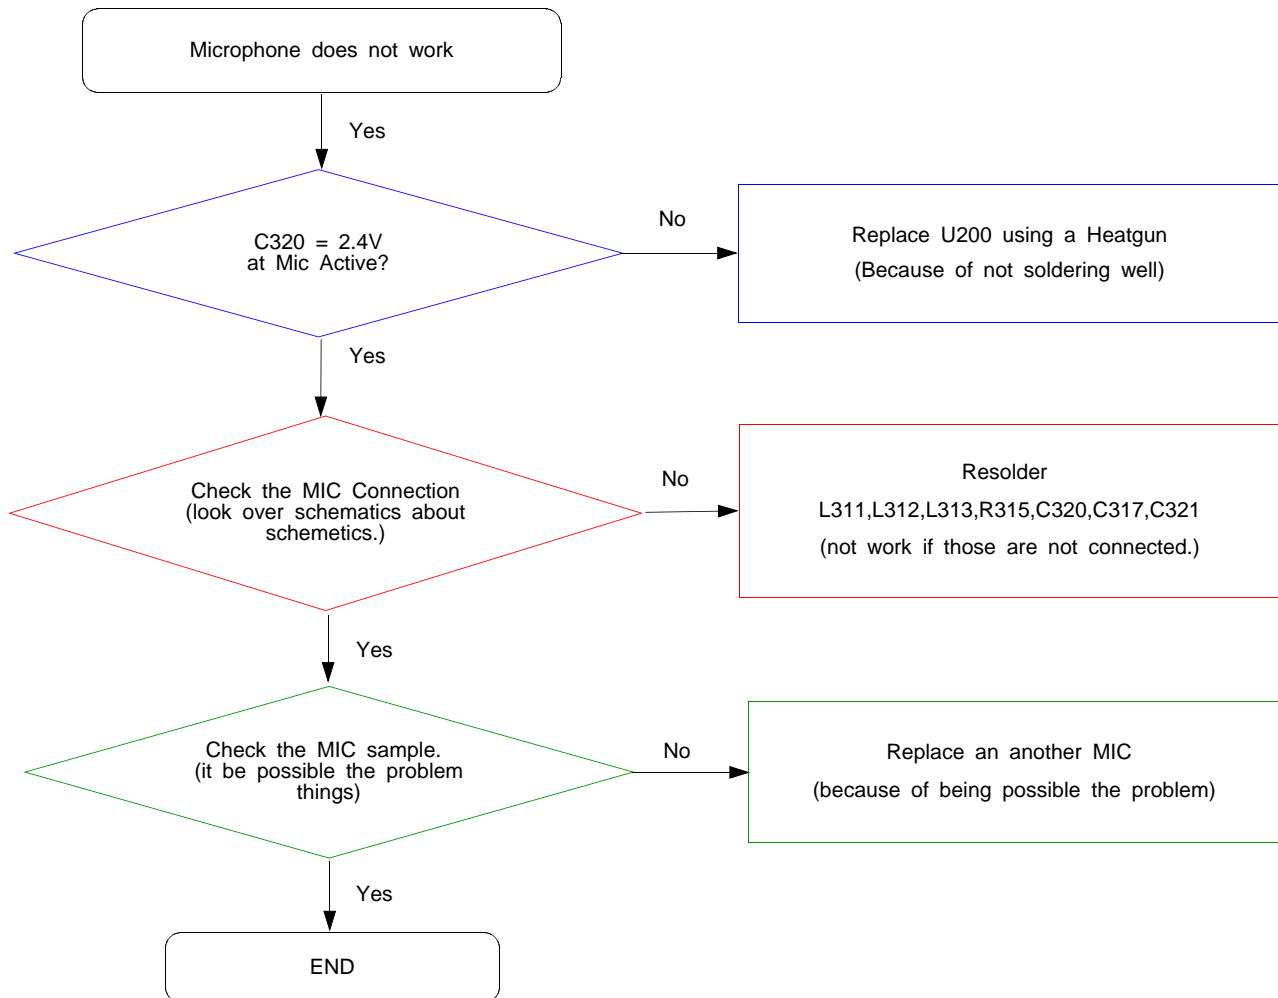 Microphone does not work
Yes
C320 = 2.4V
at Mic Active?
No
Replace U200 using a Heatgun
(Because of not soldering well)
Yes
Check the MIC Connection
(look over schematics about
schemetics.)
No
Resolder
L311,L312,L313,R315,C320,C317,C321
(not work if those are not connected.)
Yes
Check the MIC sample.
(it be possible the problem
things)
No
Replace an another MIC
(because of being possible the problem)
Yes
END